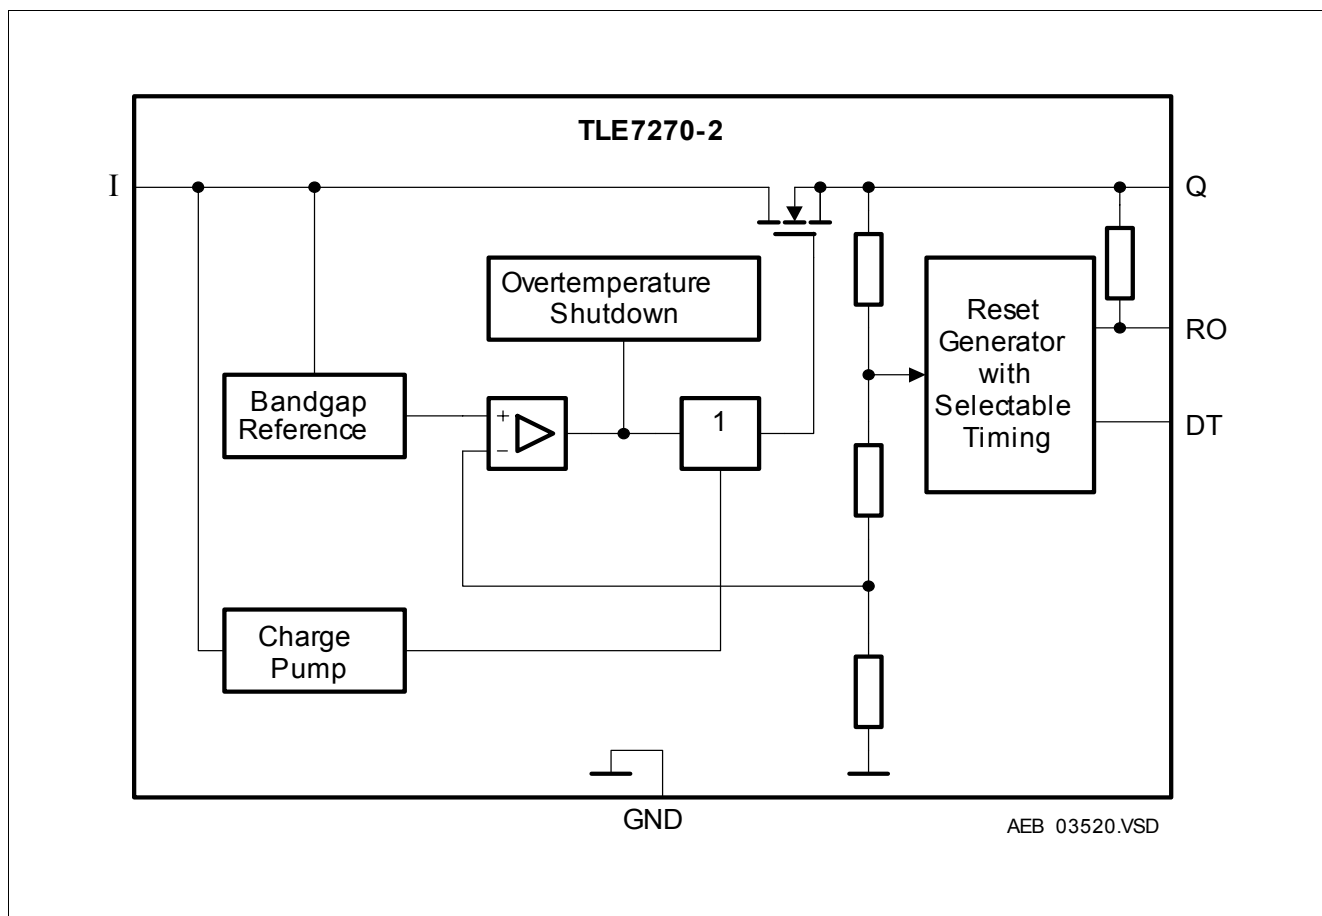 TLE7270-2
I
Q
Overtemperature
Shutdown
Reset
Generator
with
Selectable
Timing
RO
DT
Bandgap
Reference
+
−
1
Charge
Pump
GND
AEB 03520.VSD